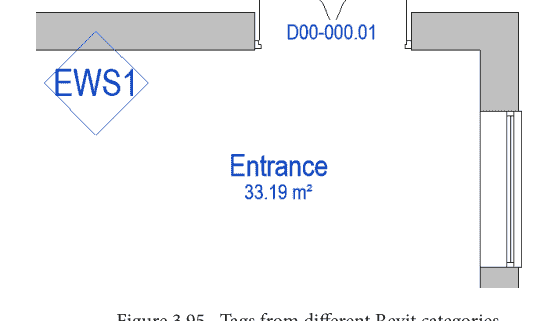 D00-000.01
EWS1
Entrance
33.19 m²
Figure 3.95 Tags from different Revit categories